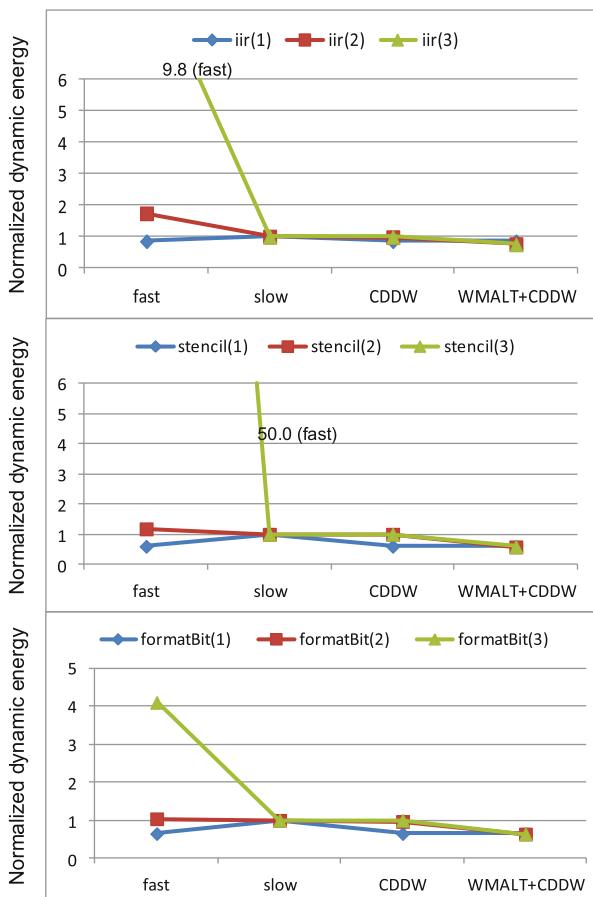 iir(1) iir(2) iir(3)
Normalized dynamic energy
9.8 (fast)
6
5
4
3
2
1
0
fast slow CDDW WMALT+CDDW
stencil(1) stencil(2) stencil(3)
Normalized dynamic energy
6
5
50.0 (fast)
4
3
2
1
0
fast slow CDDW WMALT+CDDW
formatBit(1) formatBit(2) formatBit(3)
Normalized dynamic energy
5
4
3
2
1
0
fast slow CDDW WMALT+CDDW